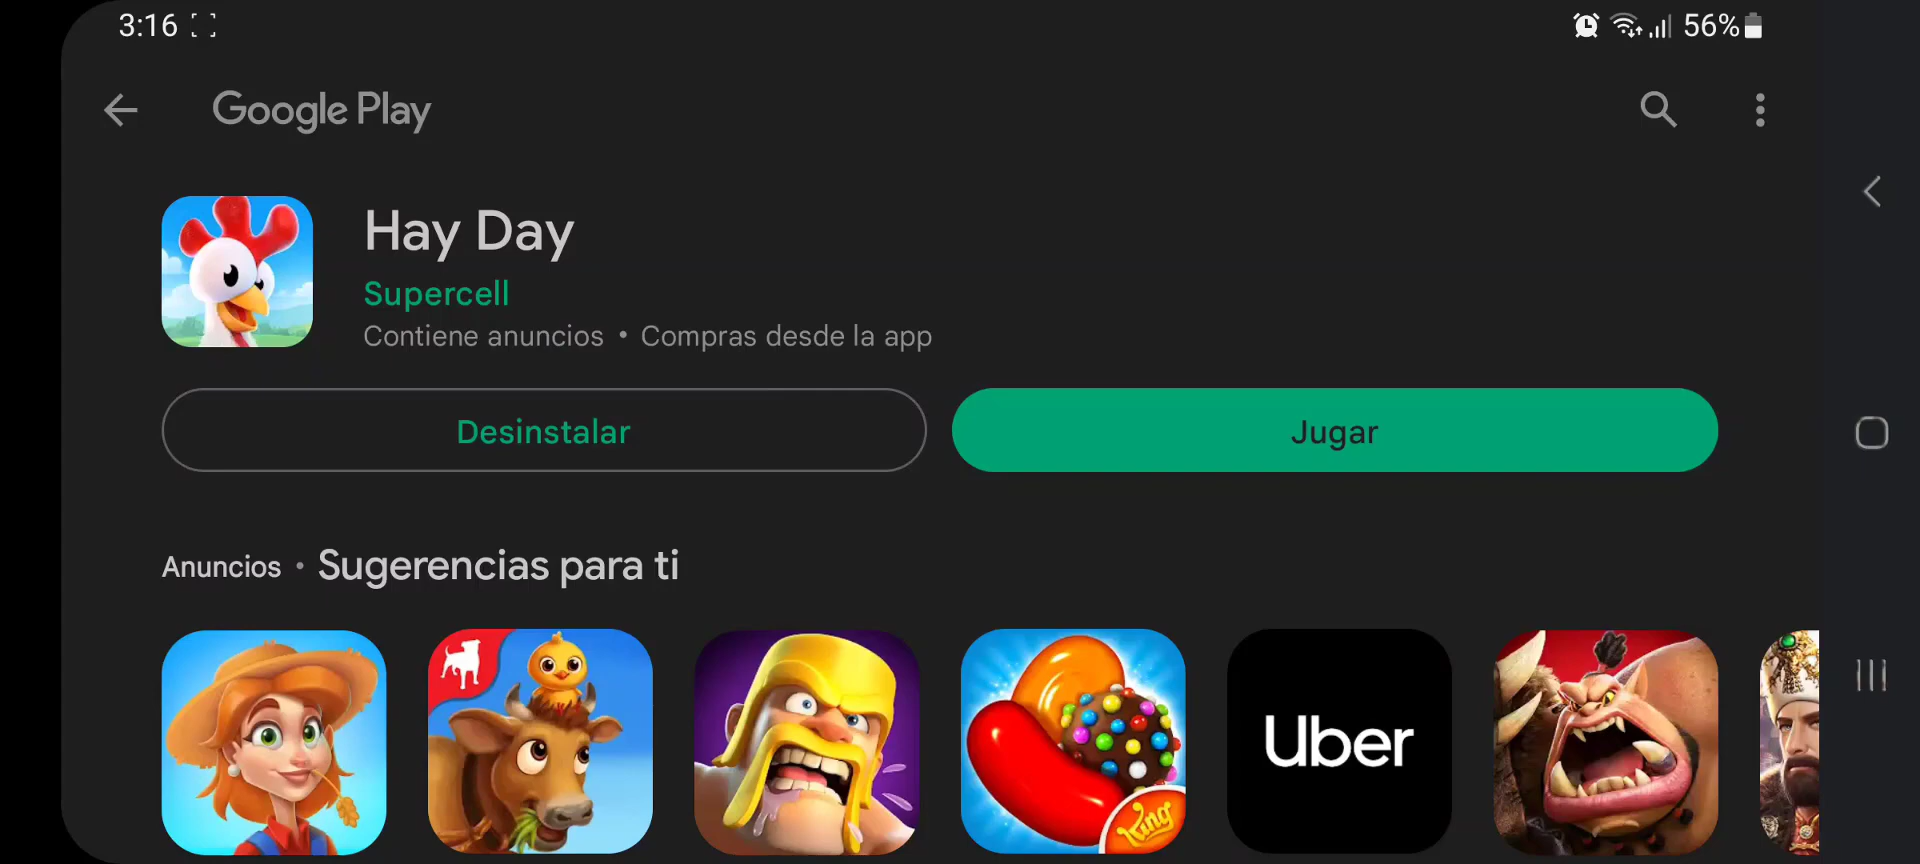 3:16
56%
Google Play
Hay Day
Supercell
Contiene anuncios • Compras desde la app
Desinstalar
Jugar
Anuncios • Sugerencias para ti
King
Uber